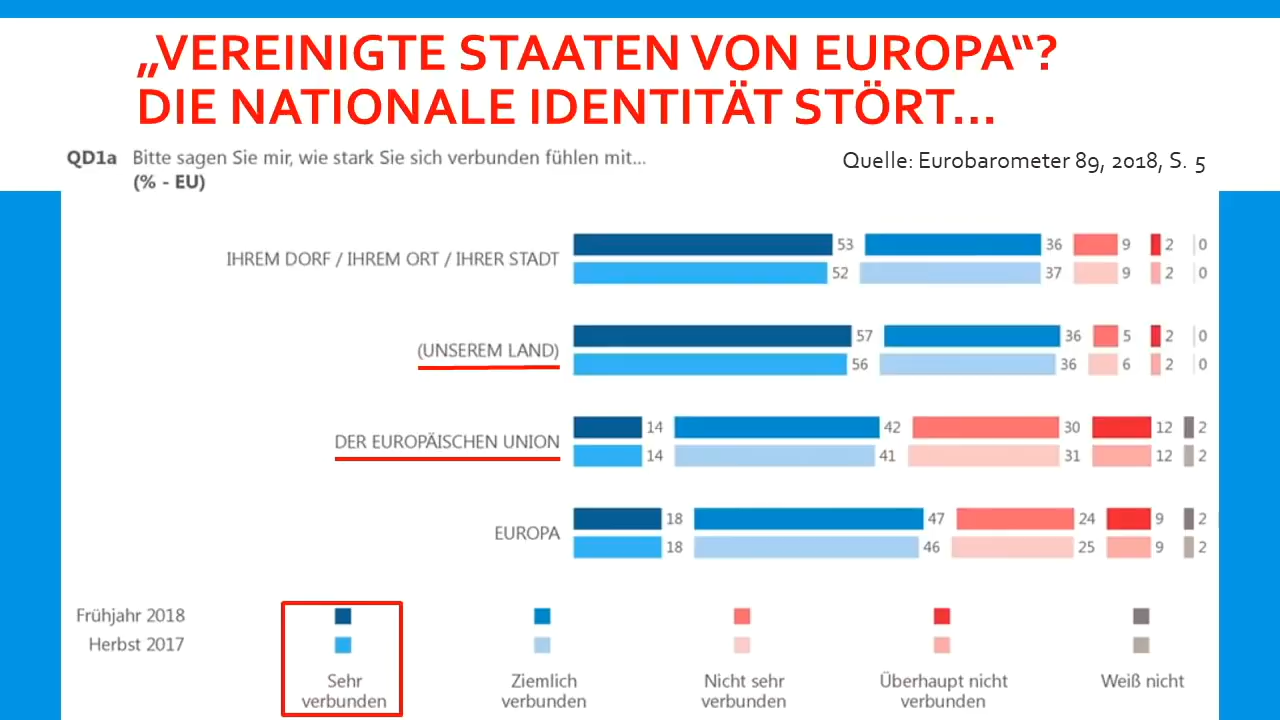 „VEREINIGTE STAATEN VON EUROPA“?
DIE NATIONALE IDENTITÄT STÖRT...
QD1a Bitte sagen Sie mir, wie stark Sie sich verbunden fühlen mit...
(% - EU)
Quelle: Eurobarometer 89, 2018, S. 5
IHREM DORF / IHREM ORT / IHRER STADT
53 36 9 2 0
52 37 9 2 0
(UNSEREM LAND)
57 36 5 2 0
56 36 6 2 0
DER EUROPÄISCHEN UNION
14 42 30 12 2
14 41 31 12 2
EUROPA
18 47 24 9 2
18 46 25 9 2
Frühjahr 2018
Herbst 2017
Sehr
verbunden
Ziemlich
verbunden
Nicht sehr
verbunden
Überhaupt nicht
verbunden
Weiß nicht